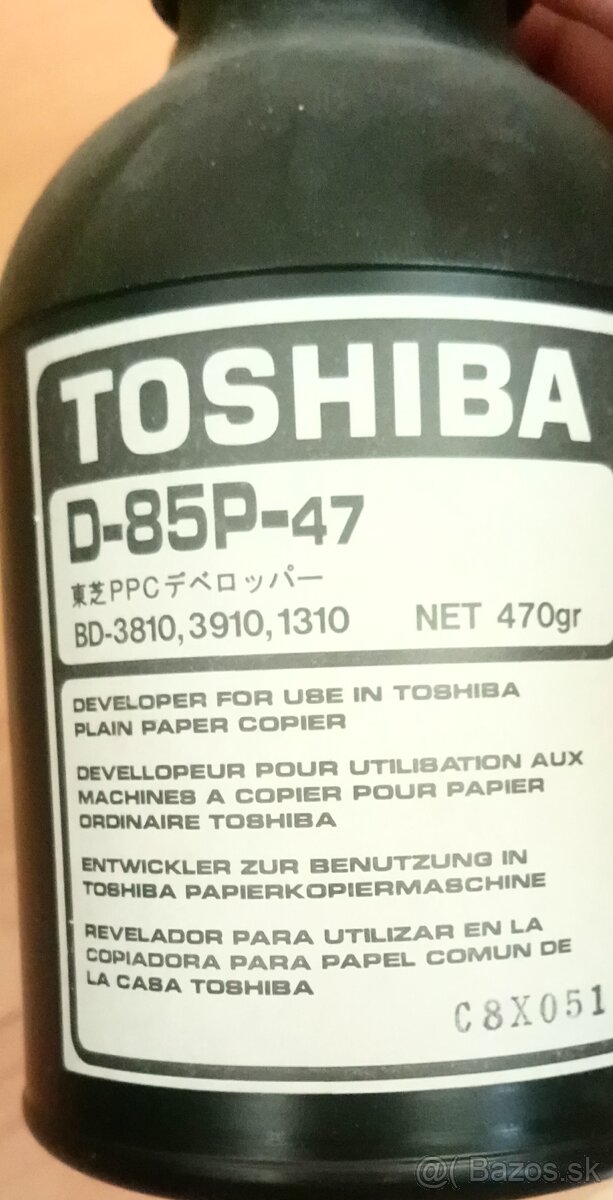 TOSHIBA
D-85P-47
東芝PPCデベロッパー
BD-3810, 3910, 1310 NET 470gr
DEVELOPER FOR USE IN TOSHIBA
PLAIN PAPER COPIER
DEVELLOPEUR POUR UTILISATION AUX
MACHINES A COPIER POUR PAPIER
ORDINAIRE TOSHIBA
ENTWICKLER ZUR BENUTZUNG IN
TOSHIBA PAPIERKOPIERMASCHINE
REVELADOR PARA UTILIZAR EN LA
COPIADORA PARA PAPEL COMUN DE
LA CASA TOSHIBA
C8X051
@( Bazos.sk